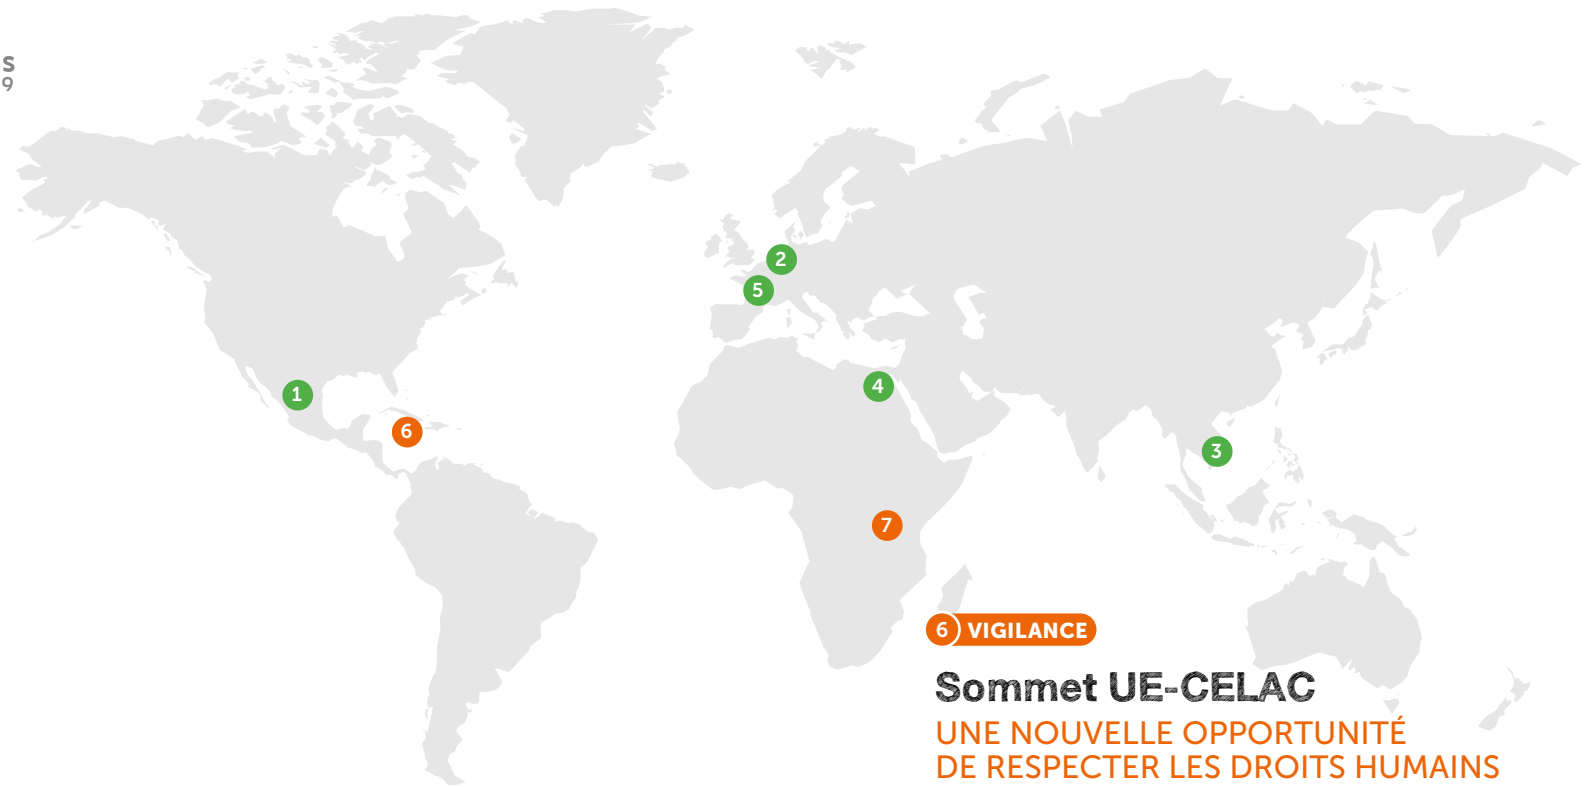 S
9
2
5
4
1
6
3
7
6 VIGILANCE
Sommet UE-CELAC
UNE NOUVELLE OPPORTUNITÉ
DE RESPECTER LES DROITS HUMAINS